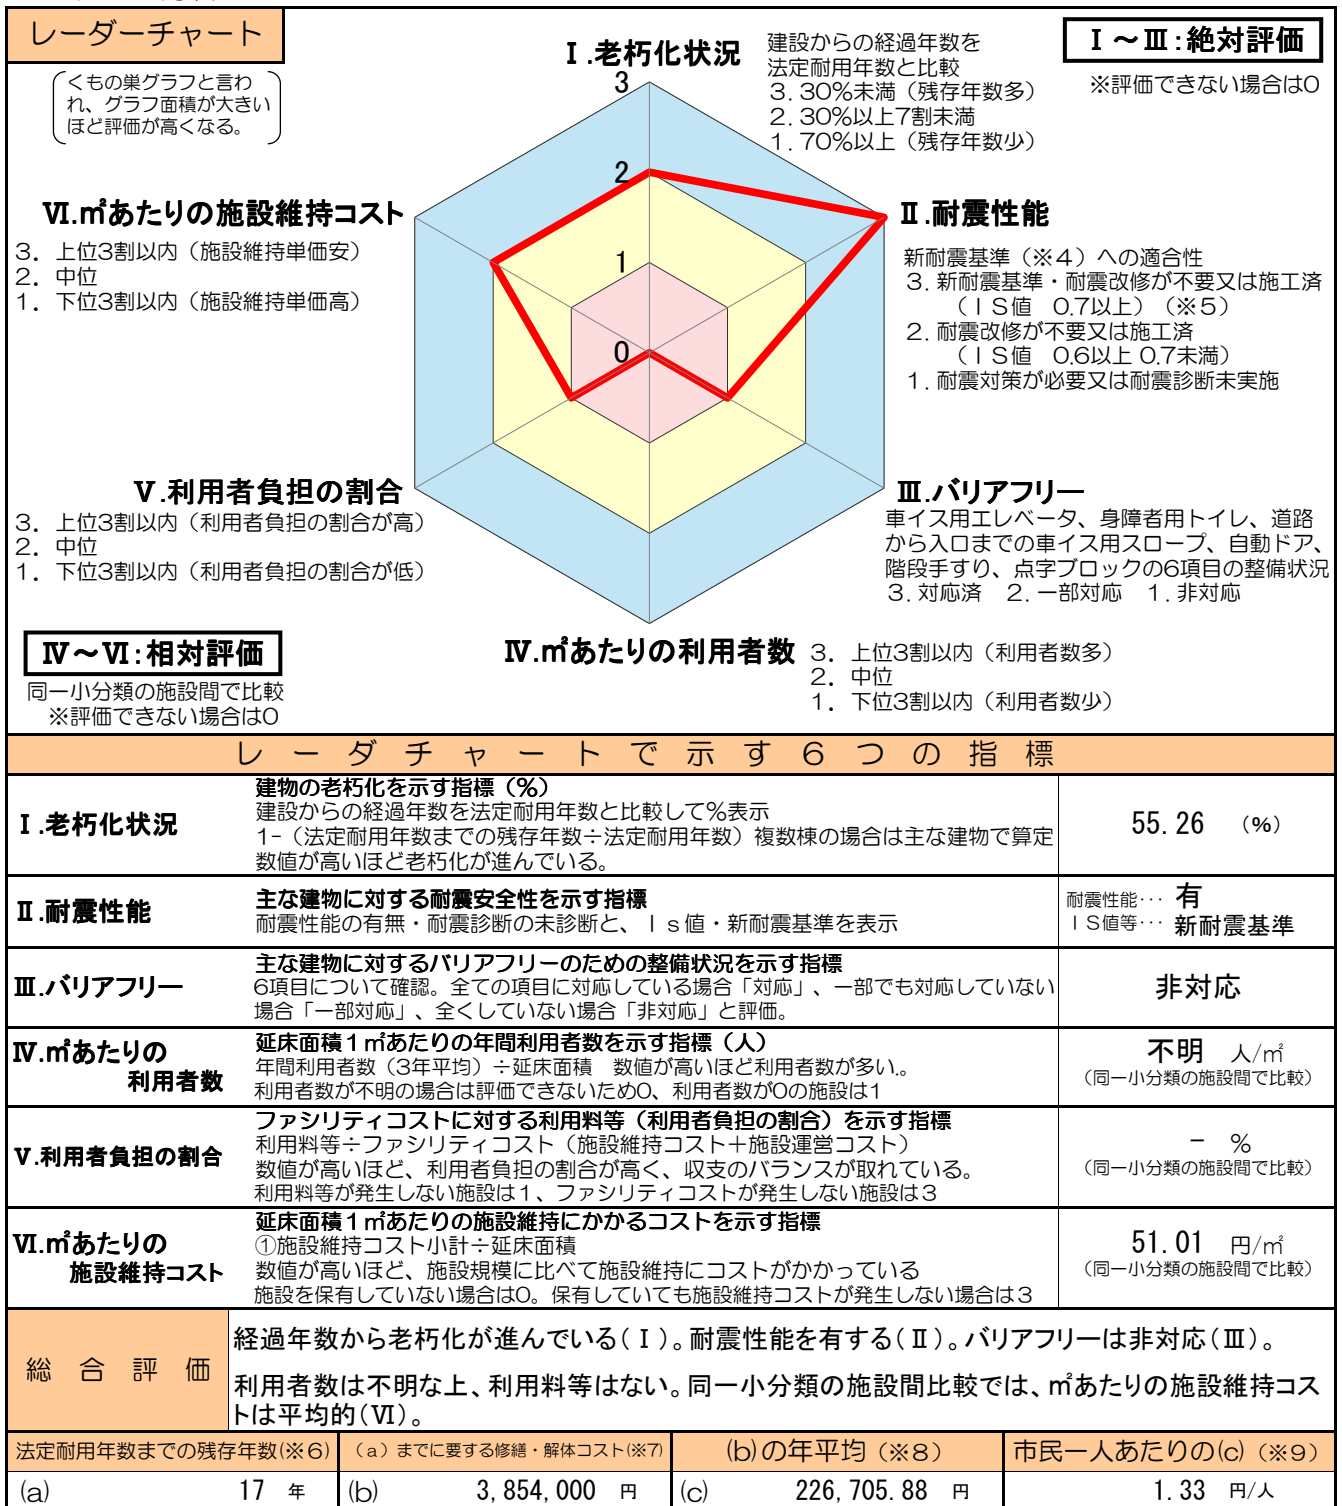 レーダーチャート
くもの巣グラフと言わ
れ、グラフ面積が大きい
ほど評価が高くなる。
Ⅰ.老朽化状況
建設からの経過年数を
法定耐用年数と比較
3.30%未満（残存年数多）
2.30%以上7割未満
1.70%以上（残存年数少）
Ⅰ～Ⅲ:絶対評価
※評価できない場合は0
3
2
1
0
Ⅵ.㎡あたりの施設維持コスト
3. 上位3割以内（施設維持単価安）
2. 中位
1. 下位3割以内（施設維持単価高）
Ⅱ.耐震性能
新耐震基準（※4）への適合性
3.新耐震基準・耐震改修が不要又は施工済
（ＩＳ値 0.7以上）（※5）
2.耐震改修が不要又は施工済
（ＩＳ値 0.6以上0.7未満）
1.耐震対策が必要又は耐震診断未実施
Ⅴ.利用者負担の割合
3. 上位3割以内（利用者負担の割合が高）
2. 中位
1. 下位3割以内（利用者負担の割合が低）
Ⅲ.バリアフリー
車イス用エレベータ、身障者用トイレ、道路
から入口までの車イス用スロープ、自動ドア、
階段手すり、点字ブロックの6項目の整備状況
3.対応済 2.一部対応 1.非対応
Ⅳ～Ⅵ:相対評価
同一小分類の施設間で比較
※評価できない場合は0
Ⅳ.㎡あたりの利用者数
3. 上位3割以内（利用者数多）
2. 中位
1. 下位3割以内（利用者数少）
レーダチャートで示す６つの指標
Ⅰ.老朽化状況
建物の老朽化を示す指標（%）
建設からの経過年数を法定耐用年数と比較して%表示
1-（法定耐用年数までの残存年数÷法定耐用年数）複数棟の場合は主な建物で算定
数値が高いほど老朽化が進んでいる。
55.26 （%）
Ⅱ.耐震性能
主な建物に対する耐震安全性を示す指標
耐震性能の有無・耐震診断の未診断と、Ｉｓ値・新耐震基準を表示
耐震性能… 有
ＩＳ値等… 新耐震基準
Ⅲ.バリアフリー
主な建物に対するバリアフリーのための整備状況を示す指標
6項目について確認。全ての項目に対応している場合「対応」、一部でも対応していない
場合「一部対応」、全くしていない場合「非対応」と評価。
非対応
Ⅳ.㎡あたりの
利用者数
延床面積１㎡あたりの年間利用者数を示す指標（人）
年間利用者数（3年平均）÷延床面積 数値が高いほど利用者数が多い。
利用者数が不明の場合は評価できないため0、利用者数が0の施設は1
不明 人/㎡
（同一小分類の施設間で比較）
Ⅴ.利用者負担の割合
ファシリティコストに対する利用料等（利用者負担の割合）を示す指標
利用料等÷ファシリティコスト（施設維持コスト＋施設運営コスト）
数値が高いほど、利用者負担の割合が高く、収支のバランスが取れている。
利用料等が発生しない施設は１、ファシリティコストが発生しない施設は３
- %
（同一小分類の施設間で比較）
Ⅵ.㎡あたりの
施設維持コスト
延床面積１㎡あたりの施設維持にかかるコストを示す指標
①施設維持コスト小計÷延床面積
数値が高いほど、施設規模に比べて施設維持にコストがかかっている
施設を保有していない場合は0。保有していても施設維持コストが発生しない場合は３
51.01 円/㎡
（同一小分類の施設間で比較）
総合評価
経過年数から老朽化が進んでいる(Ⅰ)。耐震性能を有する(Ⅱ)。バリアフリーは非対応(Ⅲ)。
利用者数は不明な上、利用料等はない。同一小分類の施設間比較では、㎡あたりの施設維持コス
トは平均的(Ⅵ)。
法定耐用年数までの残存年数(※6)
（a）までに要する修繕・解体コスト(※7)
(b)の年平均（※8）
市民一人あたりの(c)（※9）
(a) 17 年
(b) 3,854,000 円
(c) 226,705.88 円
1.33 円/人